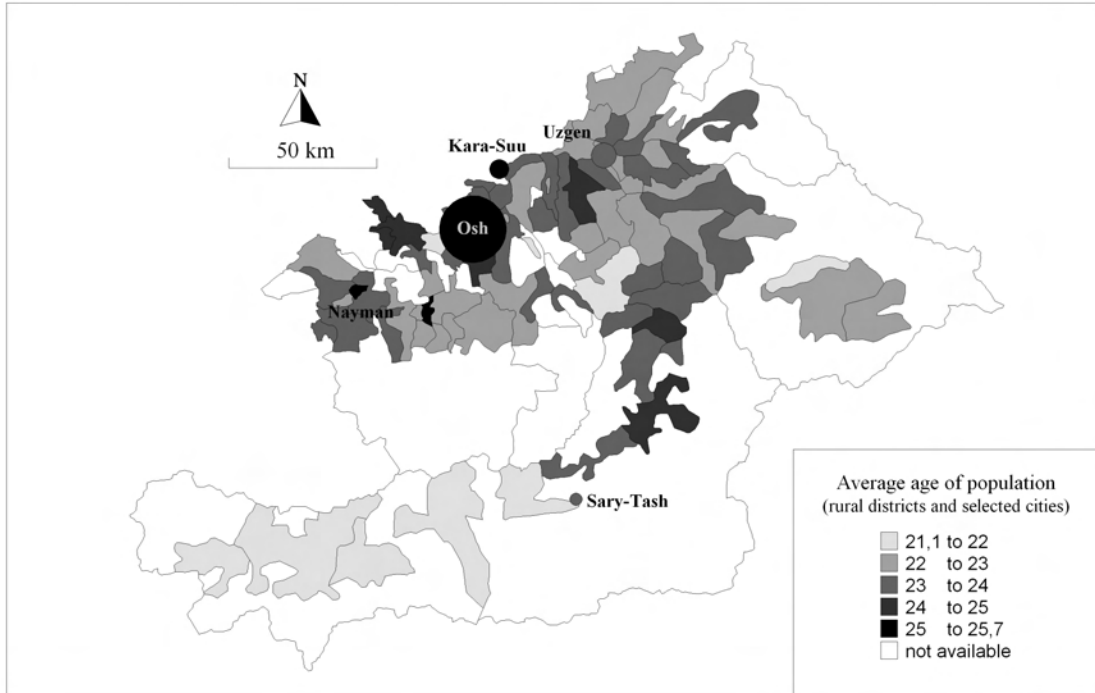 N
50 km
Uzgen
Kara-Suu
Osh
Nayman
Sary-Tash
Average age of population
(rural districts and selected cities)
21,1 to 22
22 to 23
23 to 24
24 to 25
25 to 25,7
not available